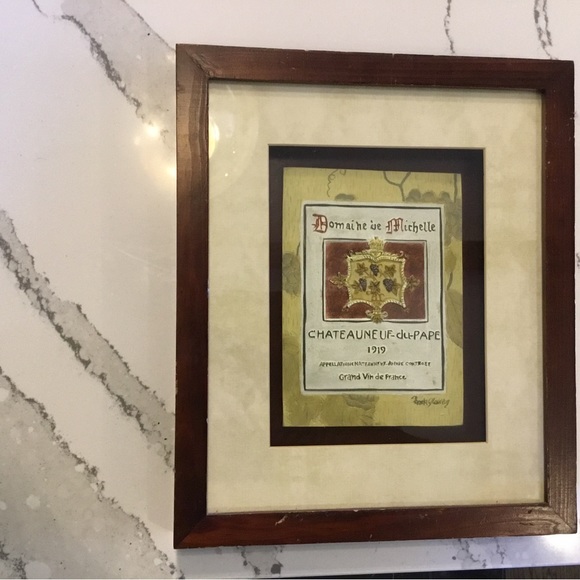 Domaine de Michelle
CHATEAUNEUF-du-PAPE
1919
Grand Vin de France